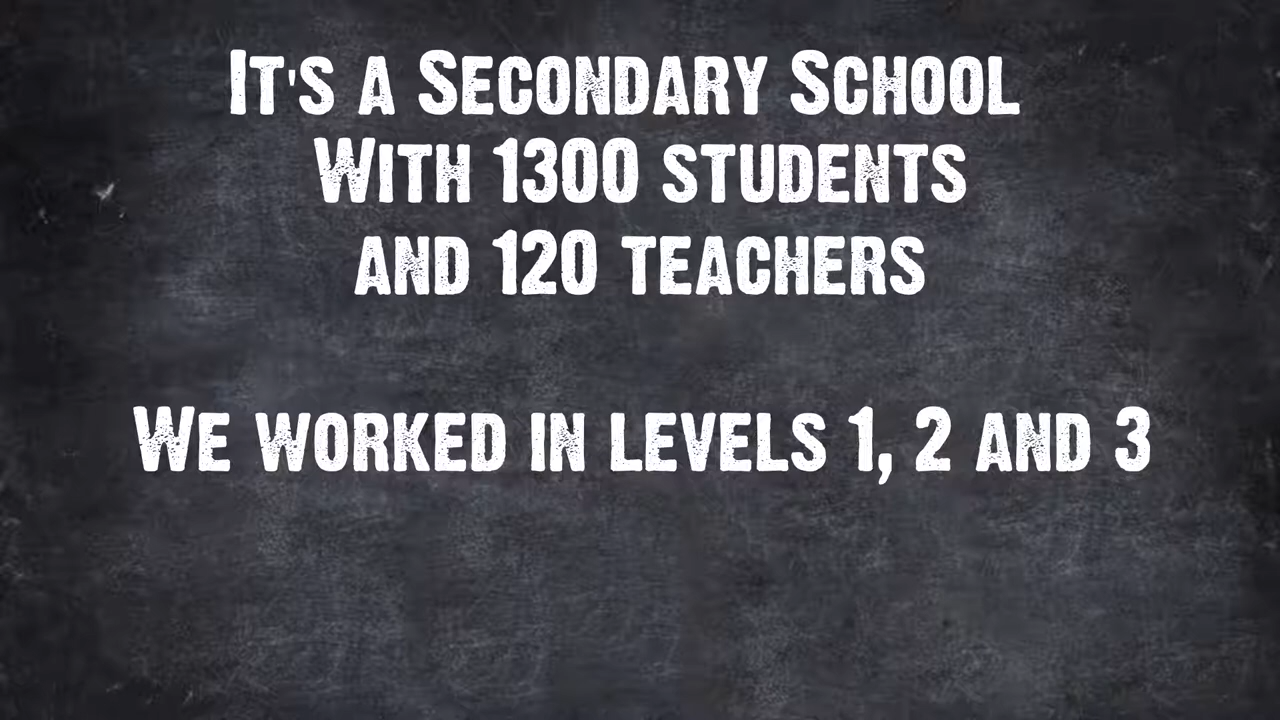 It's a Secondary School
With 1300 students
and 120 teachers
We worked in levels 1, 2 and 3